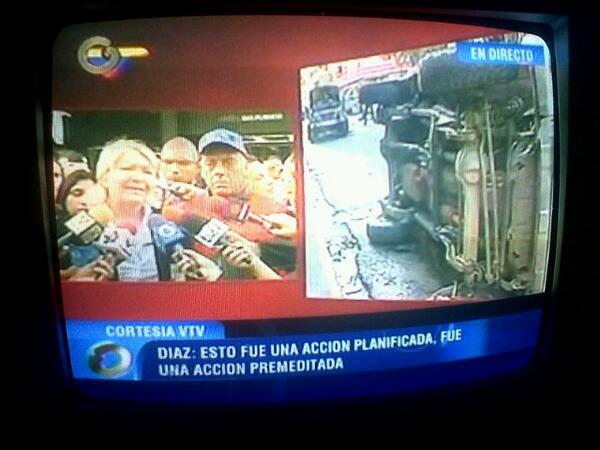 EN DIRECTO
CORTESIA VTV
DIAZ: ESTO FUE UNA ACCION PLANIFICADA, FUE
UNA ACCION PREMEDITADA